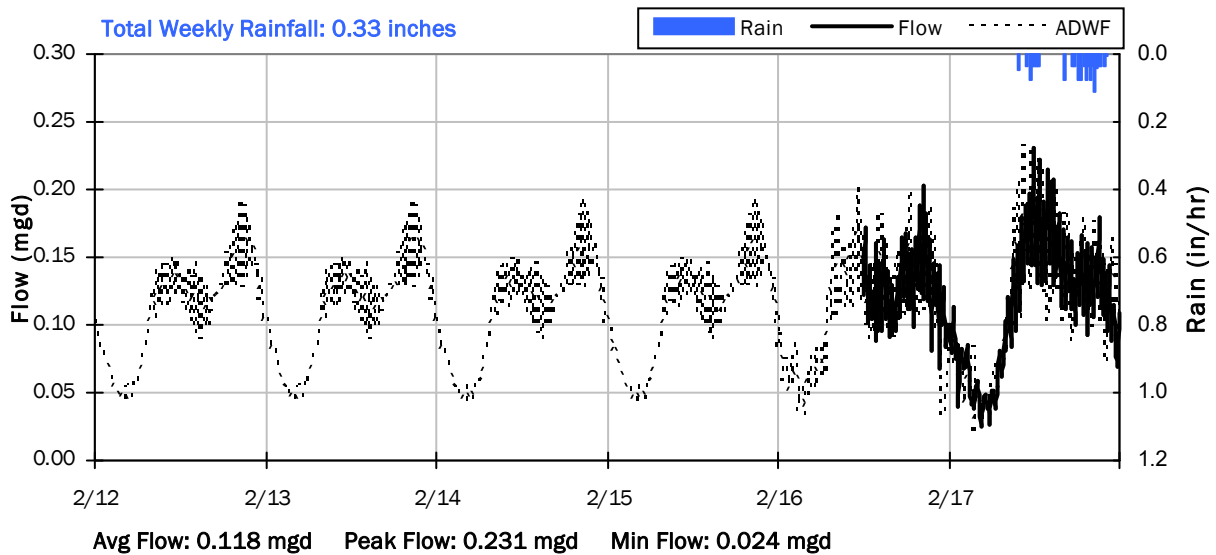 Total Weekly Rainfall: 0.33 inches
Rain Flow ADWF
0.30
0.25
0.20
0.15
0.10
0.05
0.00
Flow (mgd)
0.0
0.2
0.4
0.6
0.8
1.0
1.2
Rain (in/hr)
2/12 2/13 2/14 2/15 2/16 2/17
Avg Flow: 0.118 mgd Peak Flow: 0.231 mgd Min Flow: 0.024 mgd